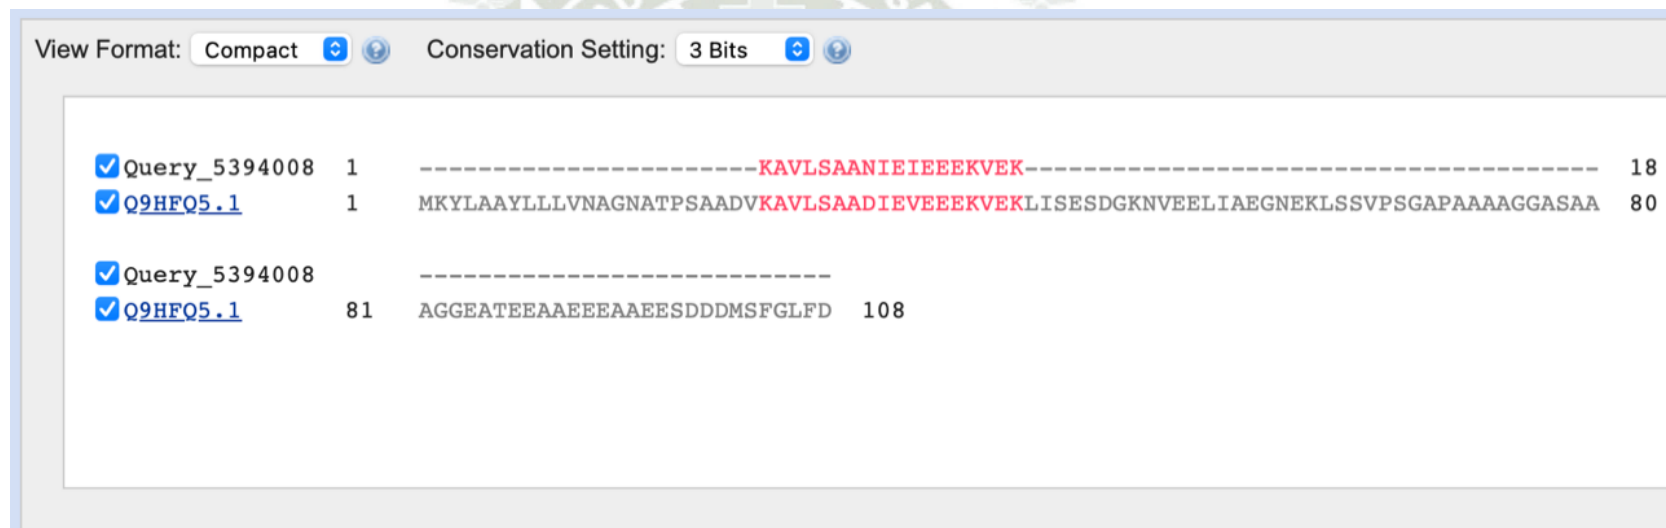 View Format: Compact Conservation Setting: 3 Bits
Query_5394008 1 -----------------------KAVLSAANIEIEEEKVEK--------------------------------------- 18
Q9HFQ5.1 1 MKYLAAYLLLVNAGNATPSAADVKAVLSAADIEVEEEKVEKLISESDGKNVEELIAEGNEKLSSVPSGAPAAAAGGASAA 80
Query_5394008 ----------------------------
Q9HFQ5.1 81 AGGEATEEAAEEEAAEESDDDMSFGLFD 108